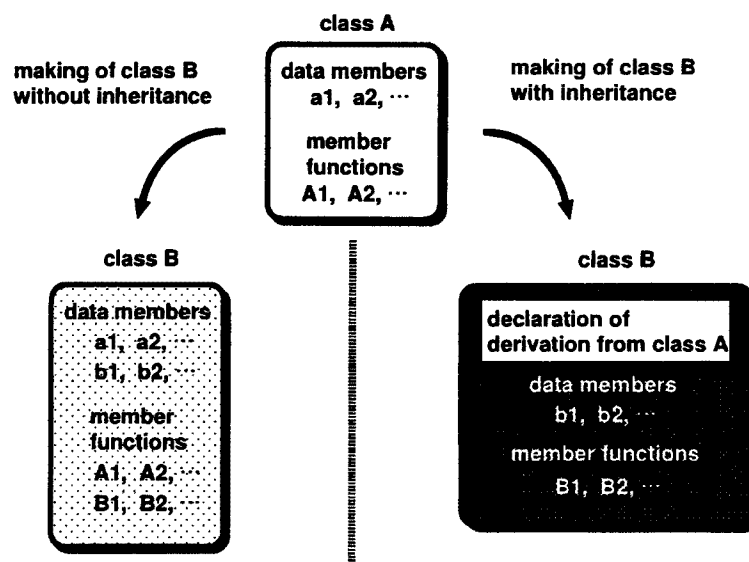 class A
data members
a1, a2, ···
member
functions
A1, A2, ···
making of class B
without inheritance
making of class B
with inheritance
class B
data members
a1, a2, ···
b1, b2, ···
member
functions
A1, A2, ···
B1, B2, ···
class B
declaration of
derivation from class A
data members
b1, b2, ···
member functions
B1, B2, ···